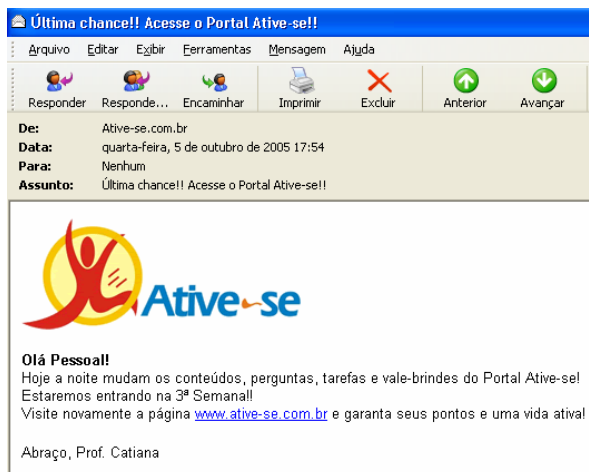 Última chance!! Acesse o Portal Ative-se!!
Arquivo Editar Exibir Ferramentas Mensagem Ajuda
Responder Responde... Encaminhar Imprimir Excluir Anterior Avançar
De: Ative-se.com.br
Data: quarta-feira, 5 de outubro de 2005 17:54
Para: Nenhum
Assunto: Última chance!! Acesse o Portal Ative-se!!
Ative-se
Olá Pessoal!
Hoje a noite mudam os conteúdos, perguntas, tarefas e vale-brindes do Portal Ative-se!
Estaremos entrando na 3ª Semana!!
Visite novamente a página www.ative-se.com.br e garanta seus pontos e uma vida ativa!
Abraço, Prof. Catiana